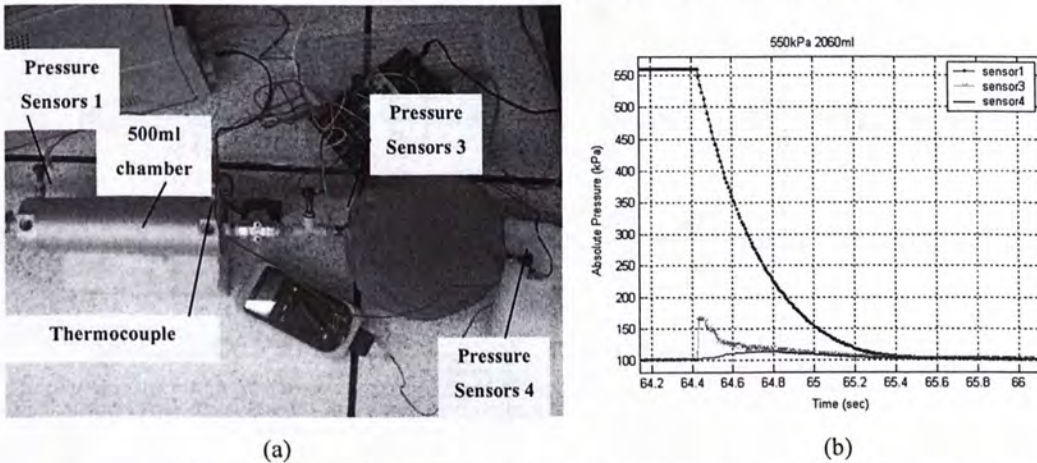 Pressure
Sensors 1
500ml
chamber
Pressure
Sensors 3
Thermocouple
Pressure
Sensors 4
(a)
550kPa 2060ml
sensor1
sensor3
sensor4
Absolute Pressure (kPa)
550
500
450
400
350
300
250
200
150
100
64.2 64.4 64.6 64.8 65 65.2 65.4 65.6 65.8 66
Time (sec)
(b)